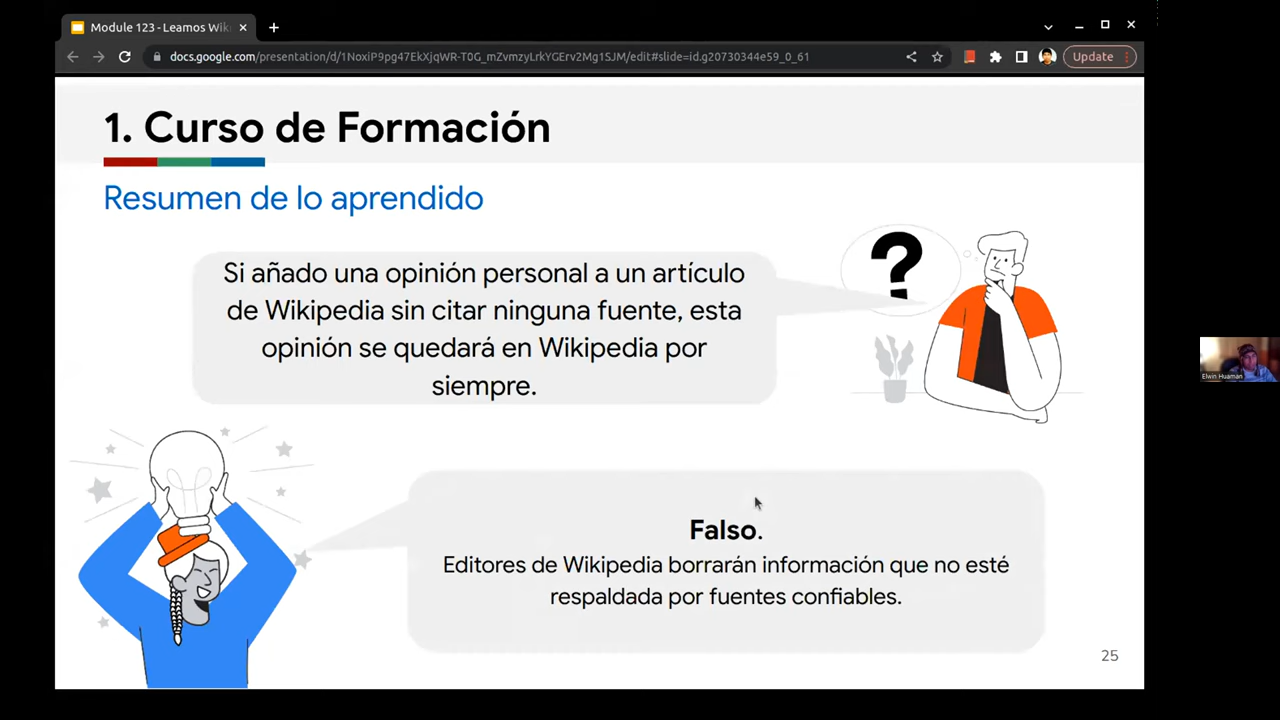 Module 123 - Leamos Wiki
docs.google.com/presentation/d/1NoxiP9pg47EkXjqWR-T0G_mZvmzyLrkYGErv2Mg1SJM/edit#slide=id.g20730344e59_0_61
Update
1. Curso de Formación
Resumen de lo aprendido
Si añado una opinión personal a un artículo
de Wikipedia sin citar ninguna fuente, esta
opinión se quedará en Wikipedia por
siempre.
?
Elwin Huaman
Falso.
Editores de Wikipedia borrarán información que no esté
respaldada por fuentes confiables.
25